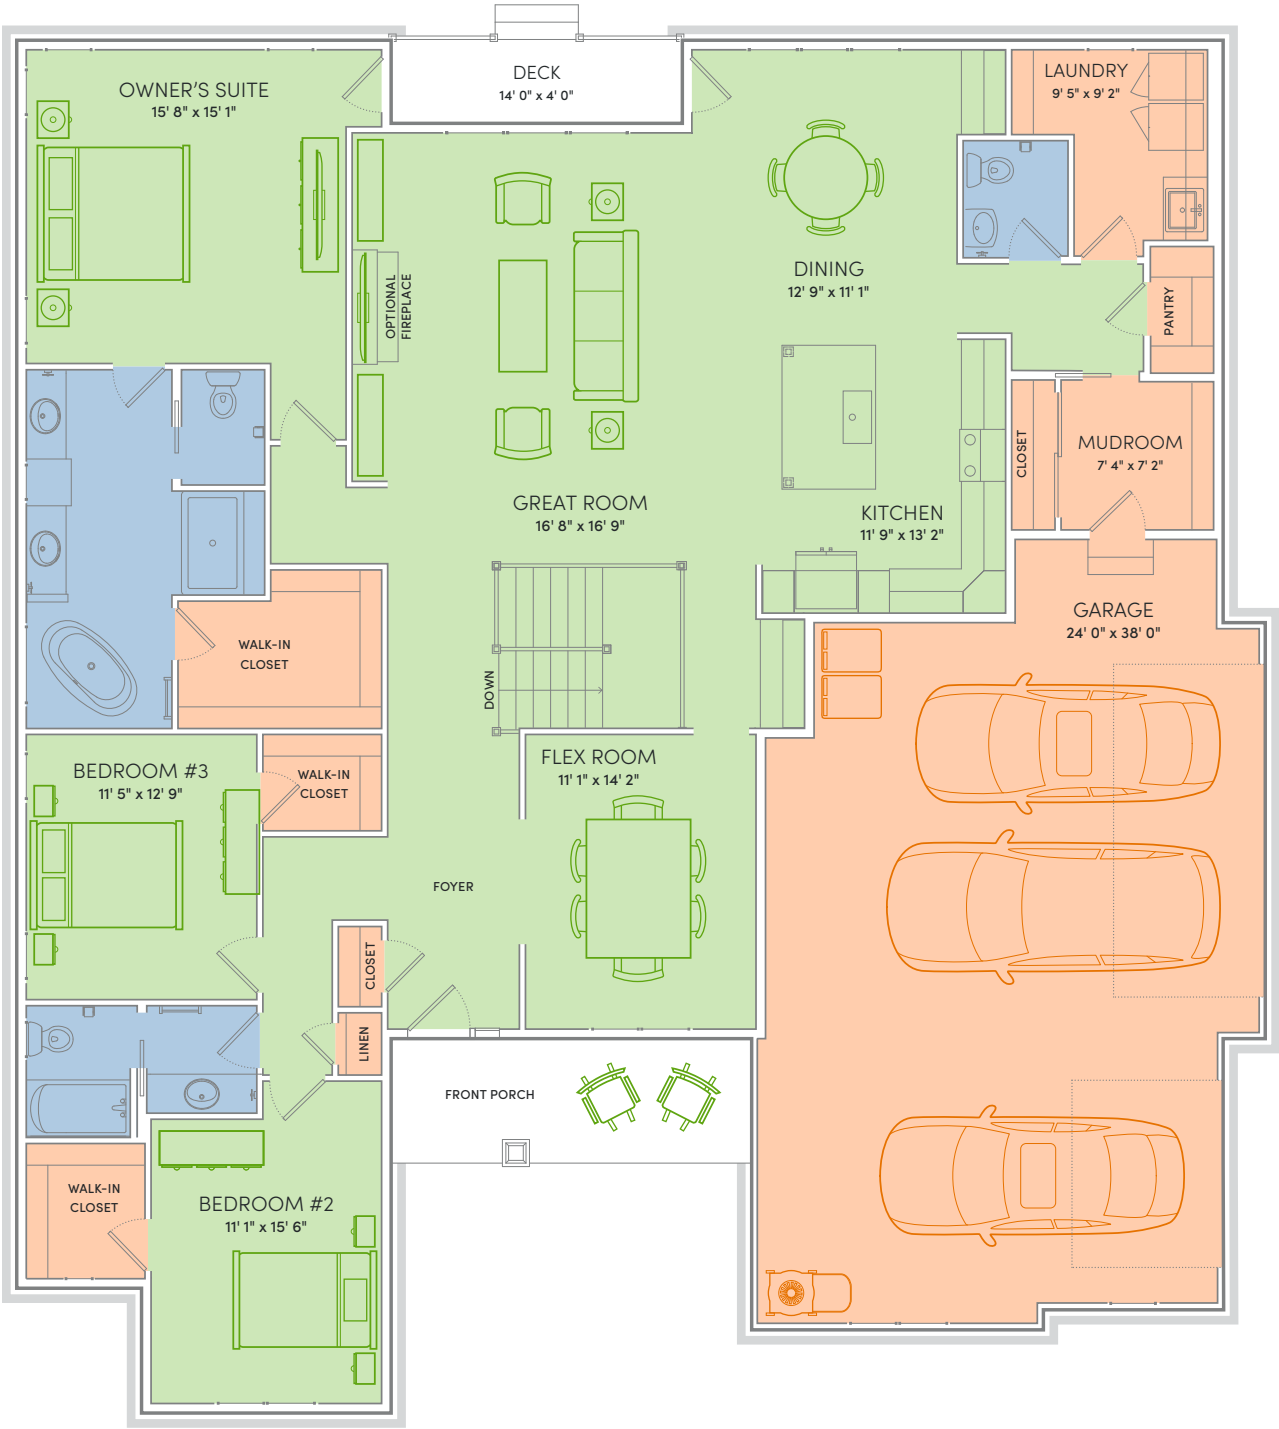 OWNER'S SUITE
15' 8" x 15' 1"
DECK
14' 0" x 4' 0"
LAUNDRY
9' 5" x 9' 2"
OPTIONAL
FIREPLACE
DINING
12' 9" x 11' 1"
PANTRY
GREAT ROOM
16' 8" x 16' 9"
KITCHEN
11' 9" x 13' 2"
CLOSET
MUDROOM
7' 4" x 7' 2"
GARAGE
24' 0" x 38' 0"
WALK-IN
CLOSET
DOWN
BEDROOM #3
11' 5" x 12' 9"
WALK-IN
CLOSET
FLEX ROOM
11' 1" x 14' 2"
FOYER
CLOSET
LINEN
FRONT PORCH
WALK-IN
CLOSET
BEDROOM #2
11' 1" x 15' 6"